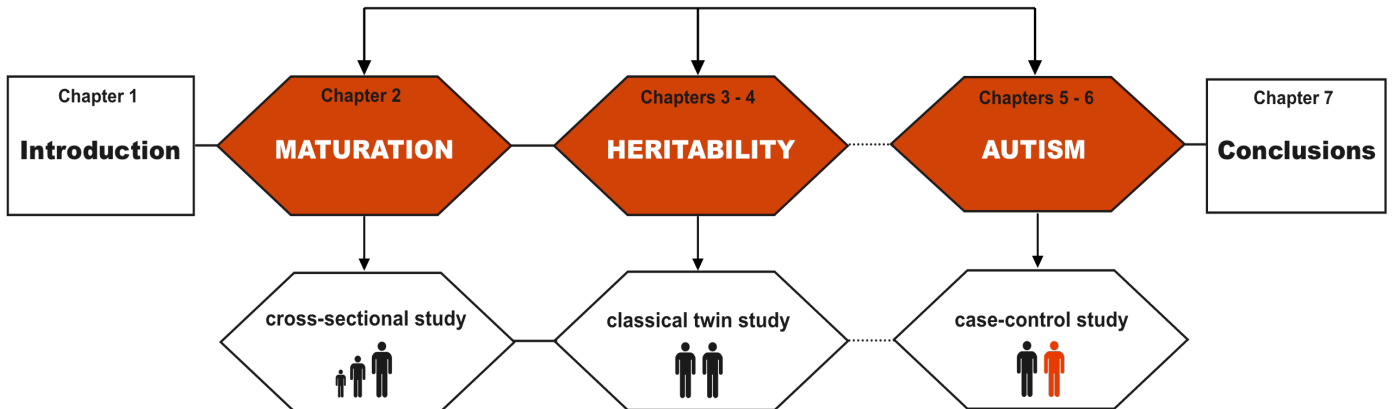 Chapter 1
Introduction
Chapter 2
MATURATION
Chapters 3 - 4
HERITABILITY
Chapters 5 - 6
AUTISM
Chapter 7
Conclusions
cross-sectional study
classical twin study
case-control study